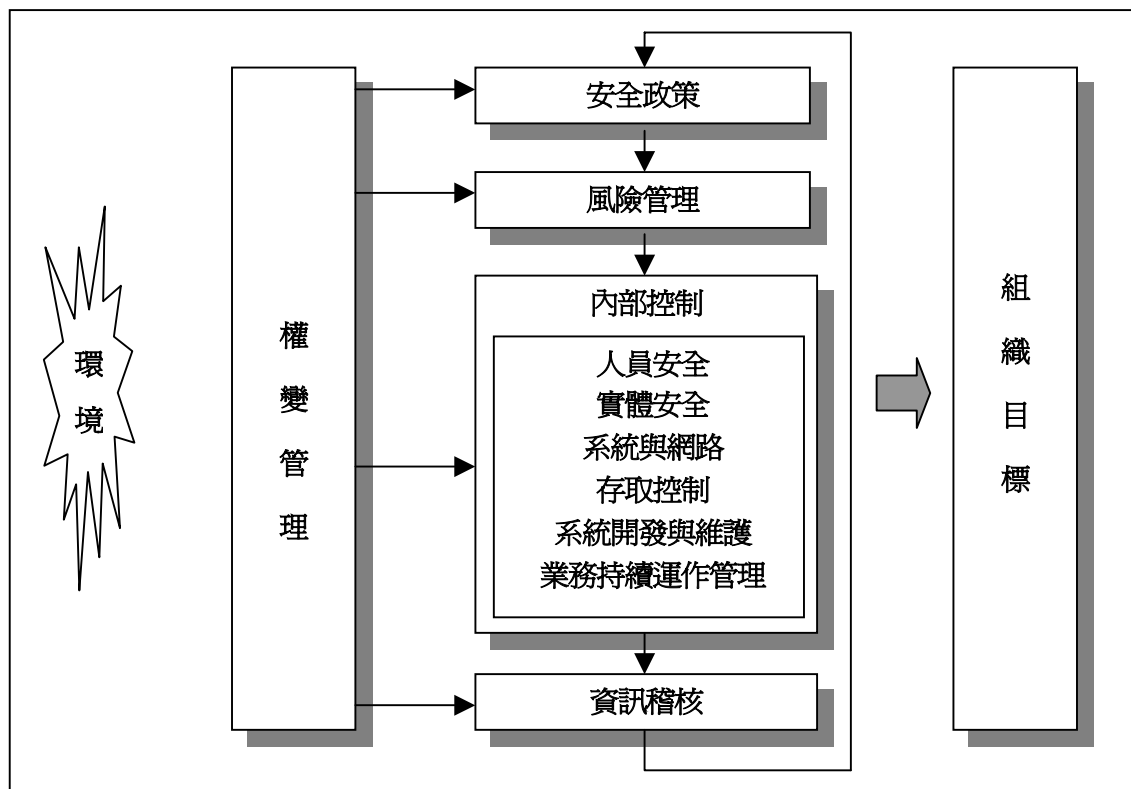 環境
權變管理
安全政策
風險管理
內部控制
人員安全
實體安全
系統與網路
存取控制
系統開發與維護
業務持續運作管理
資訊稽核
組織目標